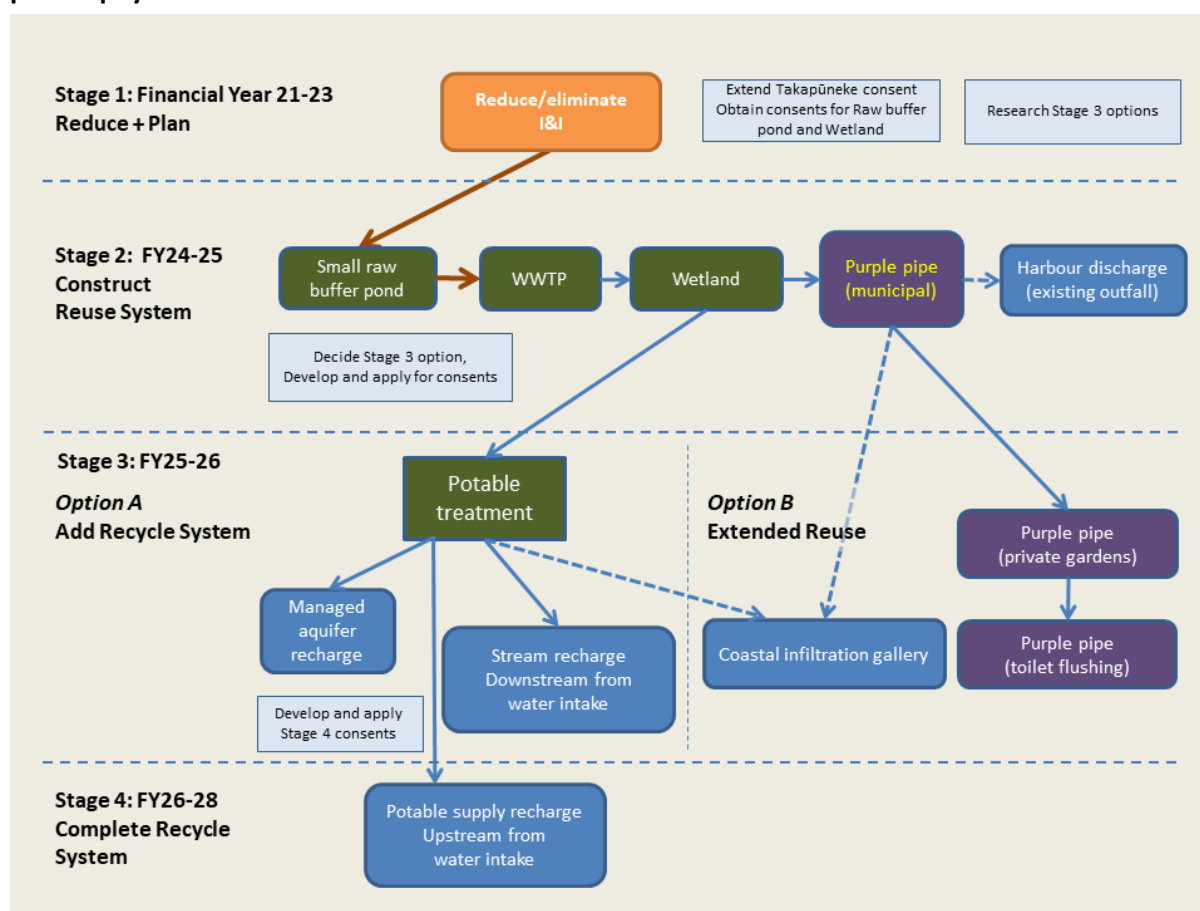 Stage 1: Financial Year 21-23
Reduce + Plan
Reduce/eliminate
I&I
Extend Takapūneke consent
Obtain consents for Raw buffer
pond and Wetland
Research Stage 3 options
Stage 2:  FY24-25
Construct
Reuse System
Small raw
buffer pond
WWTP
Wetland
Purple pipe
(municipal)
Harbour discharge
(existing outfall)
Decide Stage 3 option,
Develop and apply for consents
Stage 3: FY25-26
Option A
Add Recycle System
Potable
treatment
Option B
Extended Reuse
Purple pipe
(private gardens)
Managed
aquifer
recharge
Stream recharge
Downstream from
water intake
Coastal infiltration gallery
Purple pipe
(toilet flushing)
Develop and apply
Stage 4 consents
Stage 4: FY26-28
Complete Recycle
System
Potable supply recharge
Upstream from
water intake